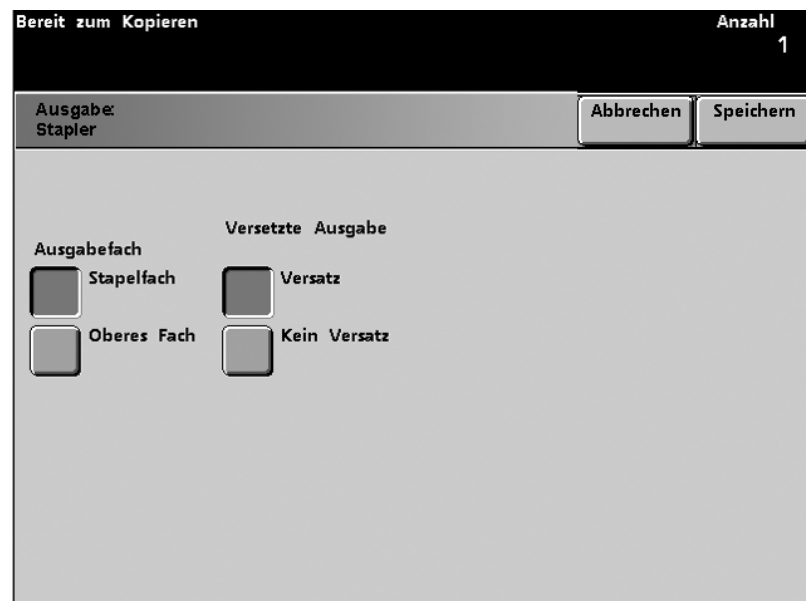 Bereit zum Kopieren
Anzahl
1
Ausgabe:
Stapler
Abbrechen
Speichern
Ausgabefach
Stapelfach
Oberes Fach
Versetzte Ausgabe
Versatz
Kein Versatz